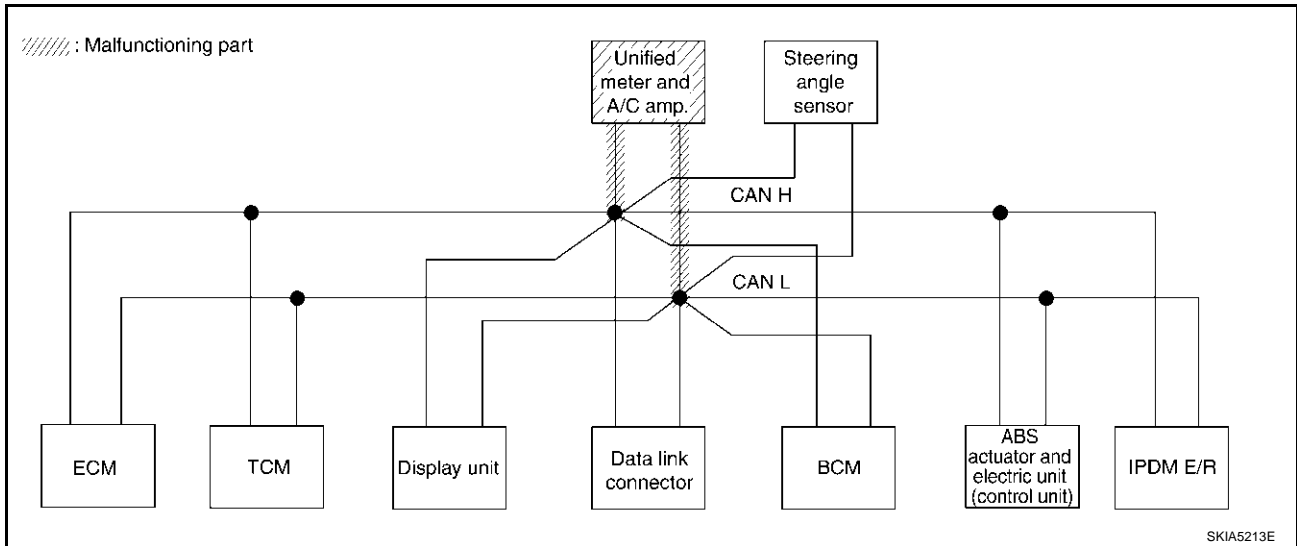 : Malfunctioning part
Unified
meter and
A/C amp.
Steering
angle
sensor
CAN H
CAN L
ECM
TCM
Display unit
Data link
connector
BCM
ABS
actuator and
electric unit
(control unit)
IPDM E/R
SKIA5213E